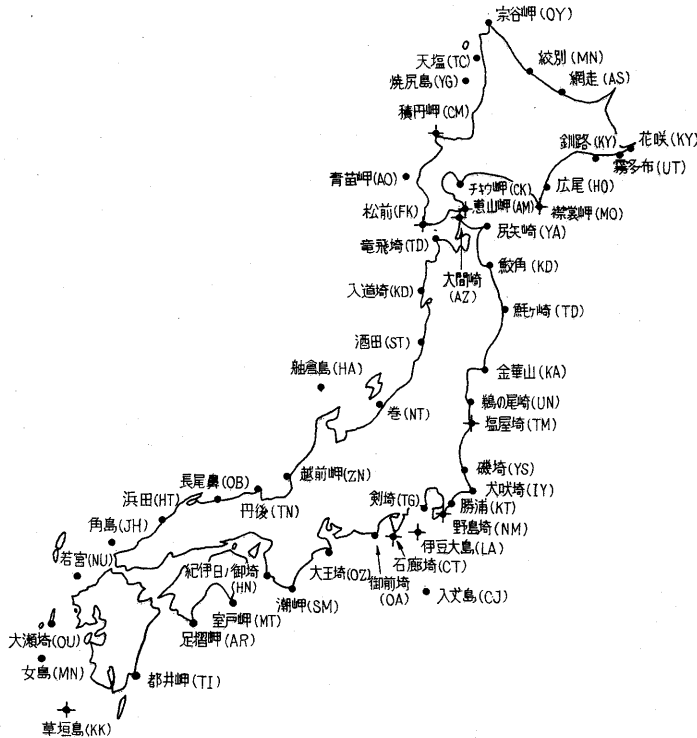 宗谷岬(OY)
天塩(TC)
紋別(MN)
焼尻島(YG)
網走(AS)
積円岬(CM)
釧路(KY)
花咲(KY)
霧多布(UT)
青苗岬(AO)
チキウ岬(CK)
広尾(HO)
松前(FK)
恵山岬(AM)
襟裳岬(MO)
竜飛埼(TD)
尻矢崎(YA)
大間崎
(AZ)
鮫角(KD)
入道埼(KD)
魹ヶ崎(TD)
酒田(ST)
舳倉島(HA)
金華山(KA)
巻(NT)
鵜の尾崎(UN)
塩屋埼(TM)
越前岬(ZN)
磯埼(YS)
長尾鼻(OB)
犬吠埼(IY)
浜田(HT)
丹後(TN)
剣埼(TG)
勝浦(KT)
角島(JH)
野島埼(NM)
伊豆大島(LA)
若宮(NU)
紀伊日ノ御埼
(HN)
大王埼(OZ)
御前埼
(OA)
石廊埼(CT)
潮岬(SM)
八丈島(CJ)
室戸岬(MT)
大瀬埼(OU)
足摺岬(AR)
女島(MN)
都井岬(TI)
草垣島(KK)